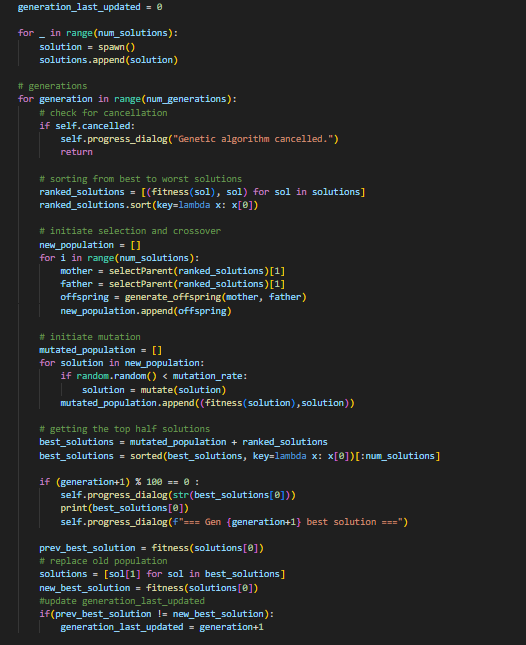 generation_last_updated = 0
for _ in range(num_solutions):
    solution = spawn()
    solutions.append(solution)
# generations
for generation in range(num_generations):
    # check for cancellation
    if self.cancelled:
        self.progress_dialog("Genetic algorithm cancelled.")
        return
    # sorting from best to worst solutions
    ranked_solutions = [(fitness(sol), sol) for sol in solutions]
    ranked_solutions.sort(key=lambda x: x[0])
    # initiate selection and crossover
    new_population = []
    for i in range(num_solutions):
        mother = selectParent(ranked_solutions)[1]
        father = selectParent(ranked_solutions)[1]
        offspring = generate_offspring(mother, father)
        new_population.append(offspring)
    # initiate mutation
    mutated_population = []
    for solution in new_population:
        if random.random() < mutation_rate:
            solution = mutate(solution)
        mutated_population.append((fitness(solution),solution))
    # getting the top half solutions
    best_solutions = mutated_population + ranked_solutions
    best_solutions = sorted(best_solutions, key=lambda x: x[0])[:num_solutions]
    if (generation+1) % 100 == 0 :
        self.progress_dialog(str(best_solutions[0]))
        print(best_solutions[0])
        self.progress_dialog(f"=== Gen {generation+1} best solution ===")
    prev_best_solution = fitness(solutions[0])
    # replace old population
    solutions = [sol[1] for sol in best_solutions]
    new_best_solution = fitness(solutions[0])
    #update generation_last_updated
    if(prev_best_solution != new_best_solution):
        generation_last_updated = generation+1